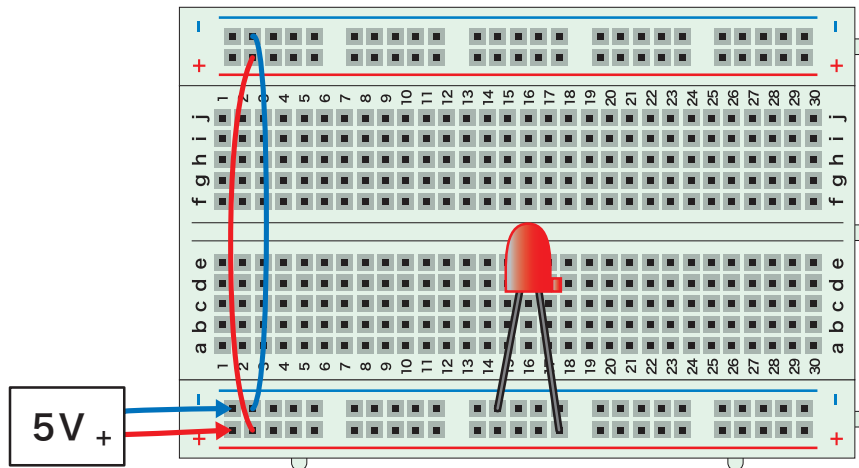 - -
+ +
1 2 3 4 5 6 7 8 9 10 11 12 13 14 15 16 17 18 19 20 21 22 23 24 25 26 27 28 29 30
j j
i i
h h
g g
f f
e e
d d
c c
b b
a a
1 2 3 4 5 6 7 8 9 10 11 12 13 14 15 16 17 18 19 20 21 22 23 24 25 26 27 28 29 30
- -
5V + + +